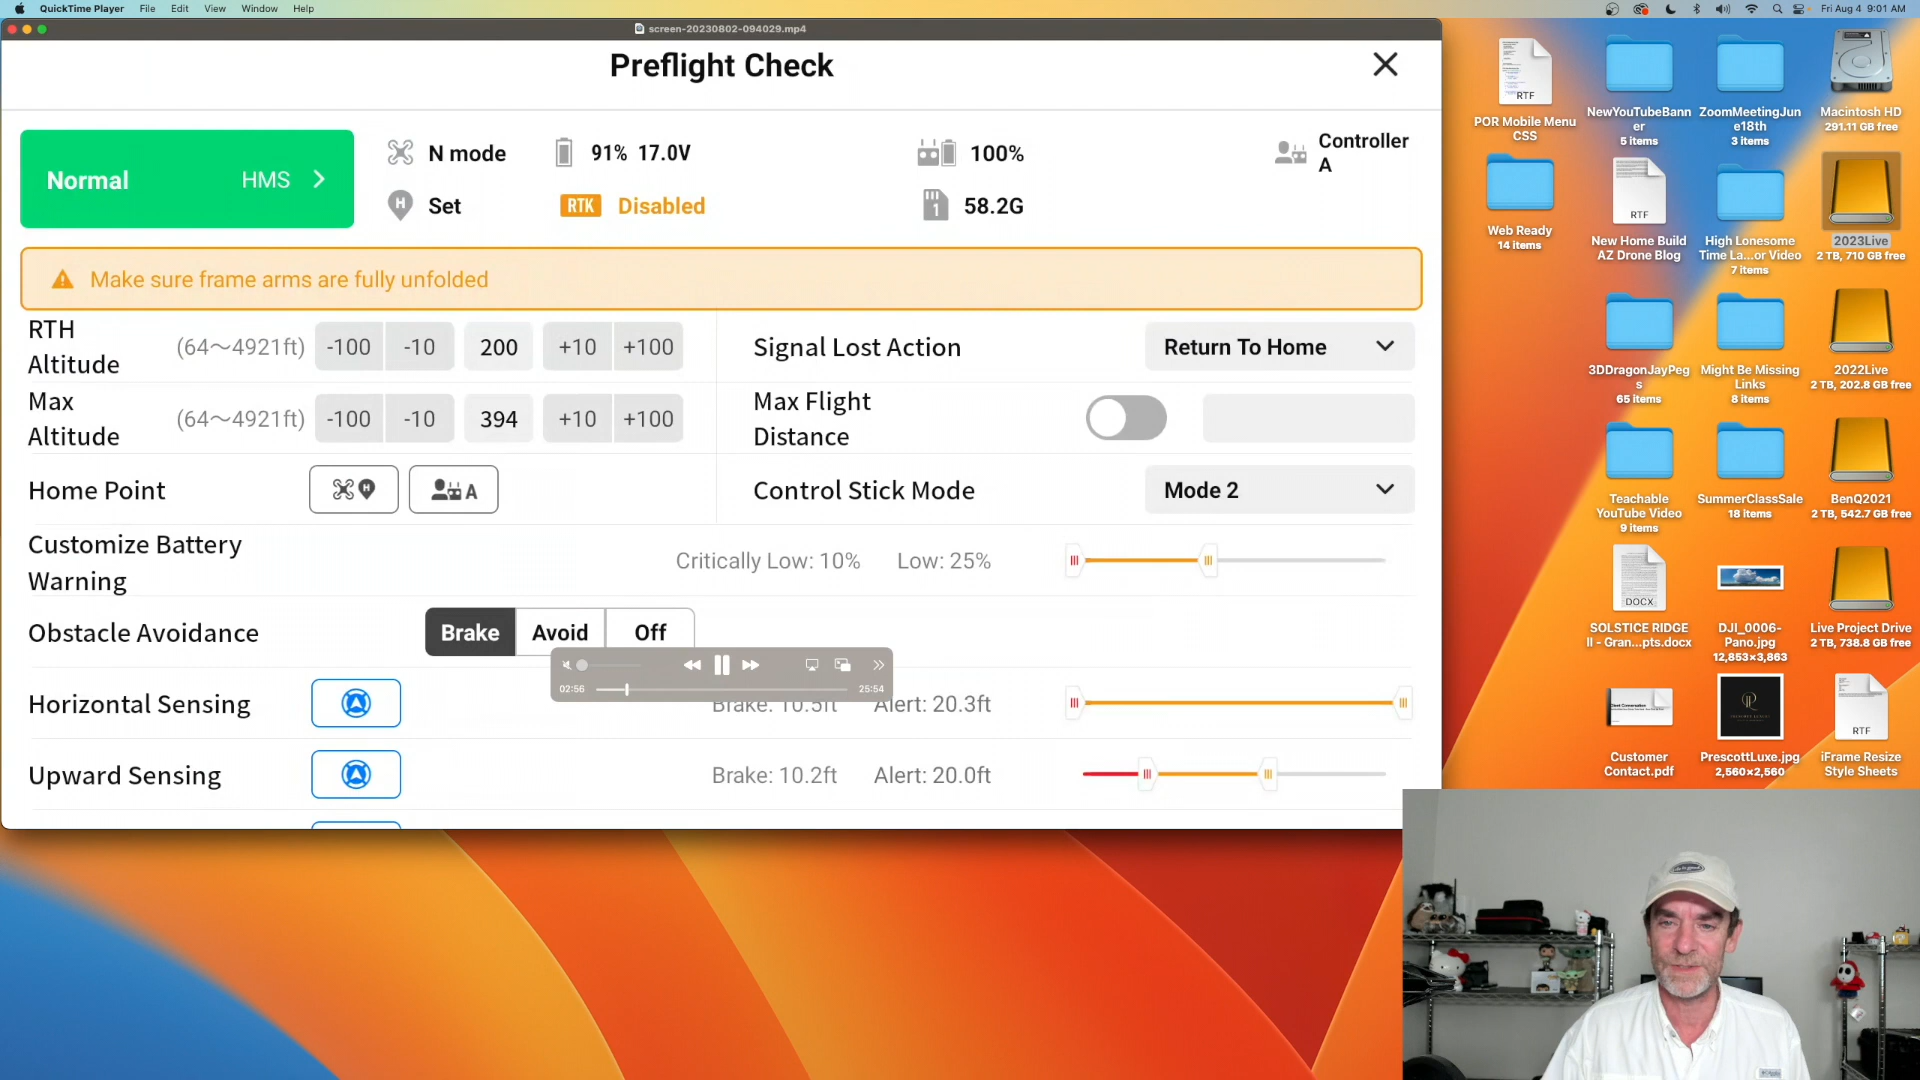 QuickTime Player File Edit View Window Help
Fri Aug 4 9:01 AM
screen-20230802-094029.mp4
Preflight Check
Normal HMS
N mode
91% 17.0V
100%
Controller
A
H
Set
RTK Disabled
1
58.2G
Make sure frame arms are fully unfolded
RTH
Altitude
(64～4921ft) -100 -10 200 +10 +100
Signal Lost Action Return To Home
Max
Altitude
(64～4921ft) -100 -10 394 +10 +100
Max Flight
Distance
Home Point
H
A
Control Stick Mode Mode 2
Customize Battery
Warning
Critically Low: 10% Low: 25%
Obstacle Avoidance Brake Avoid Off
02:56 25:54
Horizontal Sensing Brake: 10.5ft Alert: 20.3ft
Upward Sensing Brake: 10.2ft Alert: 20.0ft
RTF
POR Mobile Menu
CSS
NewYouTubeBann
er
5 items
ZoomMeetingJun
e18th
3 items
Macintosh HD
291.11 GB free
Web Ready
14 items
RTF
New Home Build
AZ Drone Blog
High Lonesome
Time La...or Video
7 items
2023Live
2 TB, 710 GB free
3DDragonJayPeg
s
65 items
Might Be Missing
Links
8 items
2022Live
2 TB, 202.8 GB free
Teachable
YouTube Video
9 items
SummerClassSale
18 items
BenQ2021
2 TB, 542.7 GB free
DOCX
SOLSTICE RIDGE
II - Gran...pts.docx
DJI_0006-
Pano.jpg
12,853×3,863
Live Project Drive
2 TB, 738.8 GB free
Customer
Contact.pdf
PrescottLuxe.jpg
2,560×2,560
RTF
iFrame Resize
Style Sheets